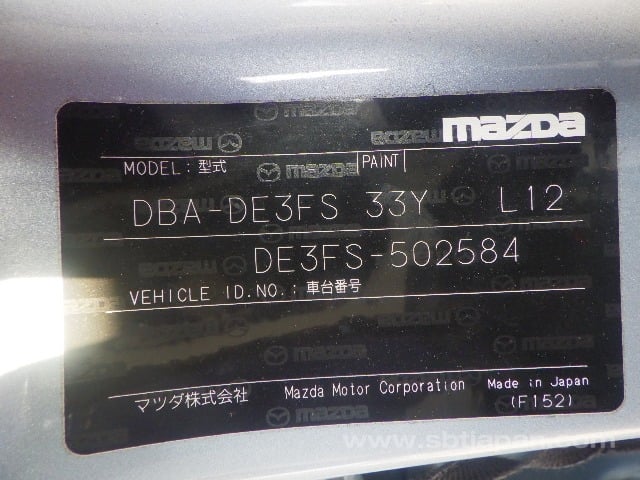 mazda
MODEL: 型式 PAINT
DBA-DE3FS 33Y L12
DE3FS-502584
VEHICLE ID.NO.: 車台番号
マツダ株式会社 Mazda Motor Corporation Made in Japan
(F152)
www.sbtjapan.com